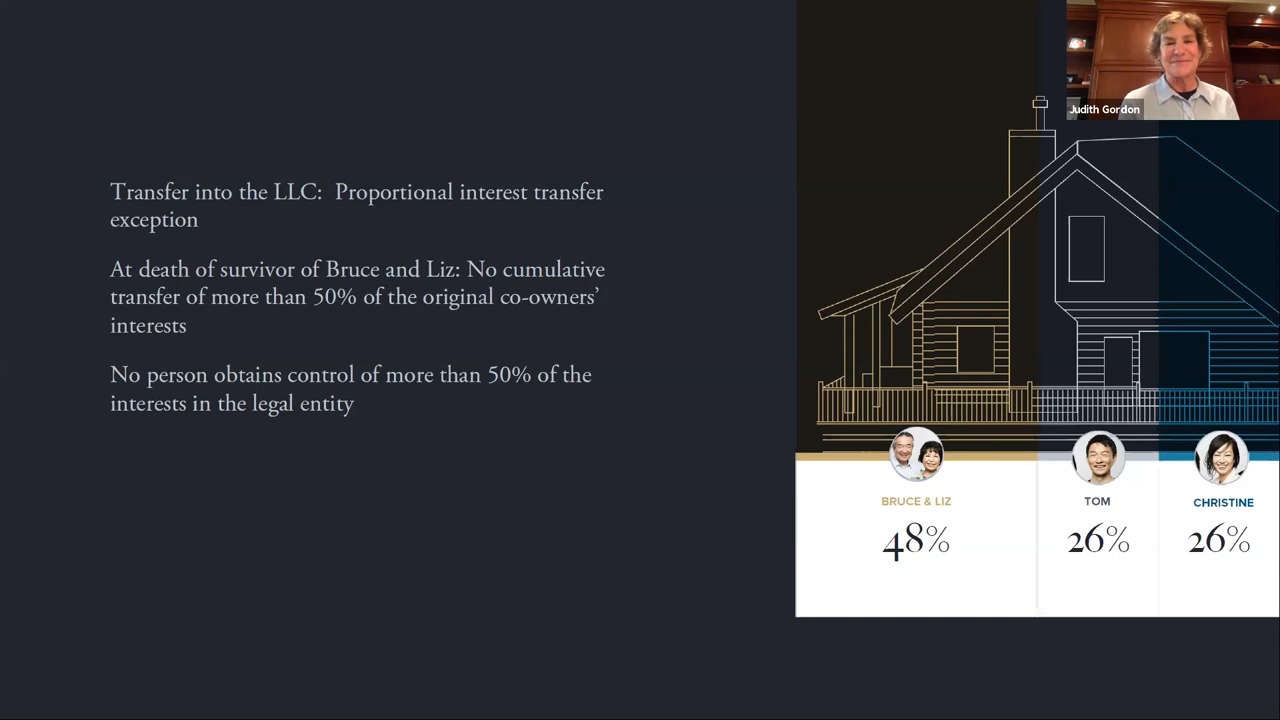 Judith Gordon
Transfer into the LLC:  Proportional interest transfer
exception
At death of survivor of Bruce and Liz: No cumulative
transfer of more than 50% of the original co-owners’
interests
No person obtains control of more than 50% of the
interests in the legal entity
BRUCE & LIZ
48%
TOM
26%
CHRISTINE
26%